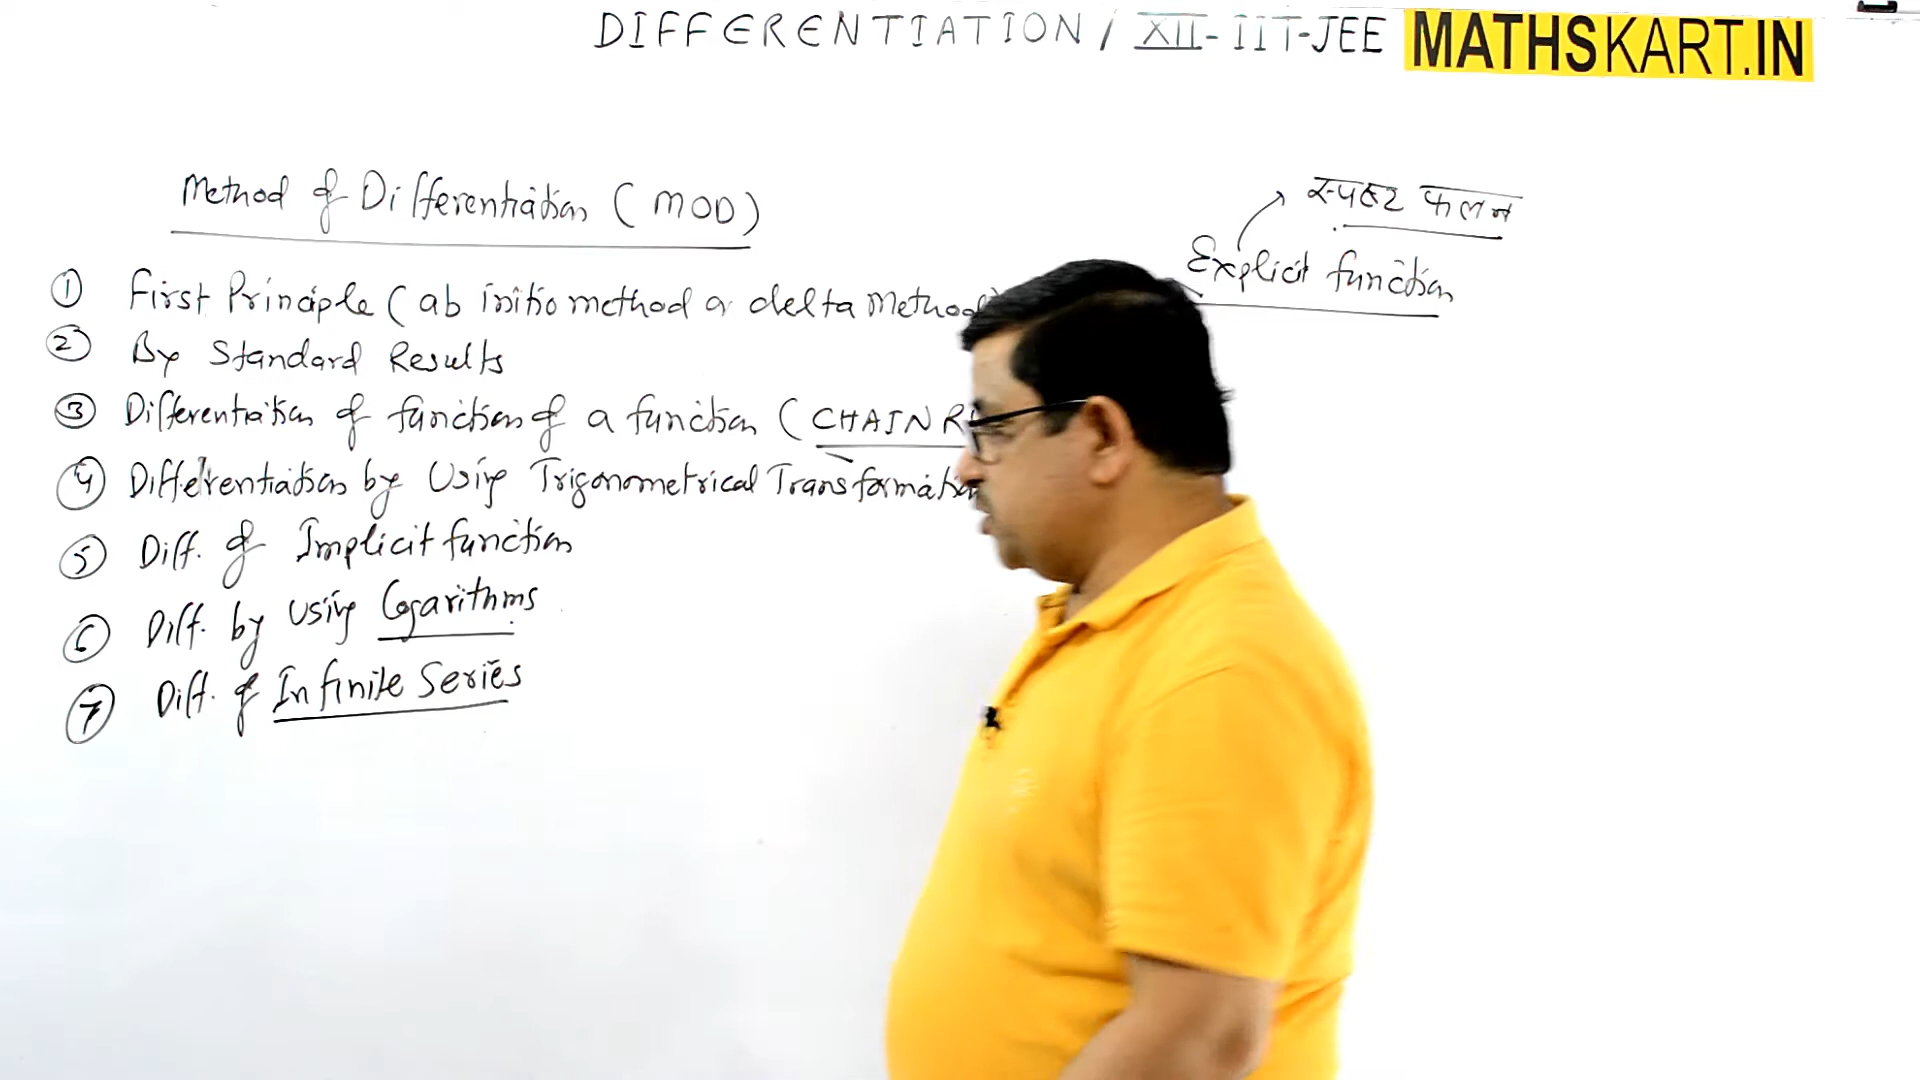 DIFFERENTIATION / XII - IIT-JEE MATHSKART.IN
Method of Differentiation (MOD)
स्पष्ट फलन
Explicit function
① First Principle (ab initio method or delta Method)
② By Standard Results
③ Differentiation of function of a function (CHAIN R
④ Differentiation by Using Trigonometrical Transformation
⑤ Diff. of Implicit function
⑥ Diff. by using Logarithms
⑦ Diff. of Infinite Series